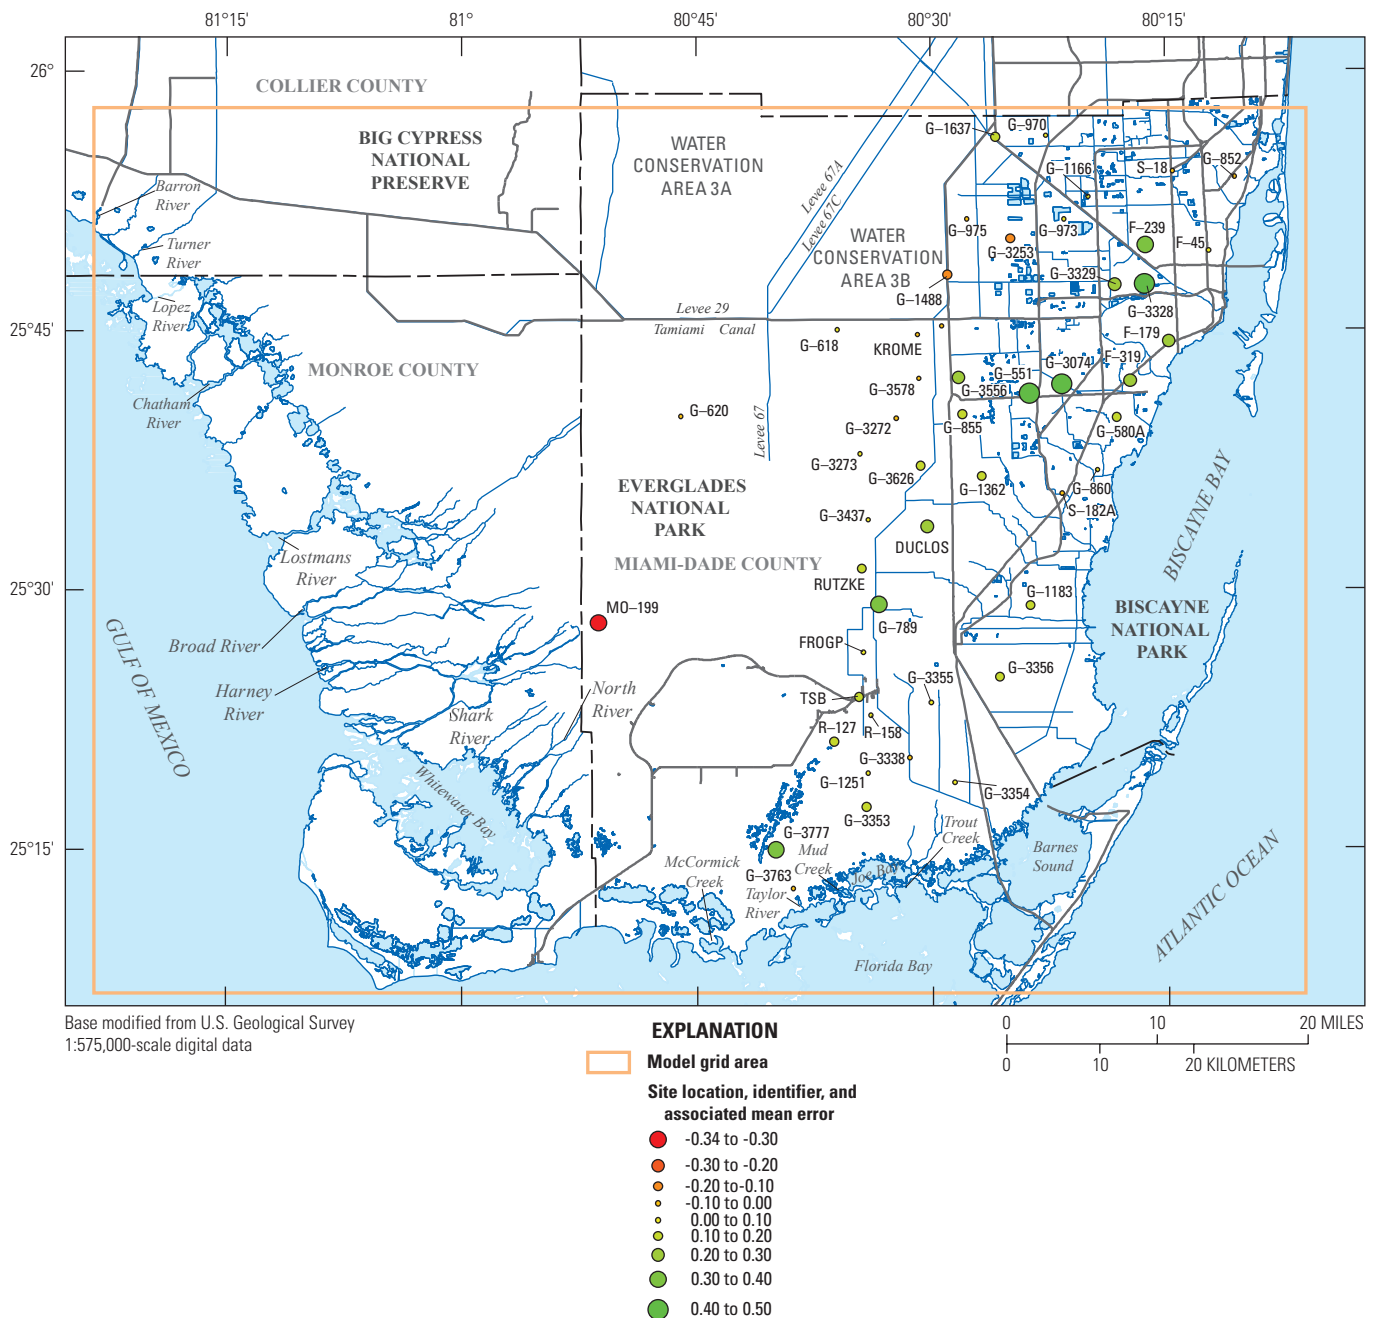 81°15'
81°
80°45'
80°30'
80°15'
26°
25°45'
25°30'
25°15'
COLLIER COUNTY
BIG CYPRESS
NATIONAL
PRESERVE
WATER
CONSERVATION
AREA 3A
Levee 67A
Levee 67C
G–1637
G–970
G–1166
S–18
G–852
Barron
River
Turner
River
WATER
CONSERVATION
AREA 3B
G–975
G–973
F–239
F–45
G–3253
G–3329
G–1488
G–3328
Lopez
River
Levee 29
Tamiami Canal
F–179
G–618
KROME
MONROE COUNTY
G–3074
F–319
G–551
G–3578
G–3556
Chatham
River
G–620
Levee 67
G–3272
G–855
G–580A
G–3273
G–3626
G–1362
G–860
S–182A
EVERGLADES
NATIONAL
PARK
G–3437
DUCLOS
BISCAYNE BAY
Lostmans
River
MIAMI-DADE COUNTY
RUTZKE
G–1183
BISCAYNE
NATIONAL
PARK
MO–199
G–789
GULF OF MEXICO
Broad River
FROGP
G–3356
G–3355
Harney
River
North
River
TSB
R–158
Shark
River
R–127
G–3338
G–1251
G–3354
Whitewater Bay
G–3353
Trout
Creek
G–3777
Mud
Creek
Barnes
Sound
McCormick
Creek
G–3763
Joe Bay
Taylor
River
ATLANTIC OCEAN
Florida Bay
Base modified from U.S. Geological Survey
1:575,000-scale digital data
0 10 20 MILES
0 10 20 KILOMETERS
EXPLANATION
Model grid area
Site location, identifier, and
associated mean error
-0.34 to -0.30
-0.30 to -0.20
-0.20 to-0.10
-0.10 to 0.00
0.00 to 0.10
0.10 to 0.20
0.20 to 0.30
0.30 to 0.40
0.40 to 0.50